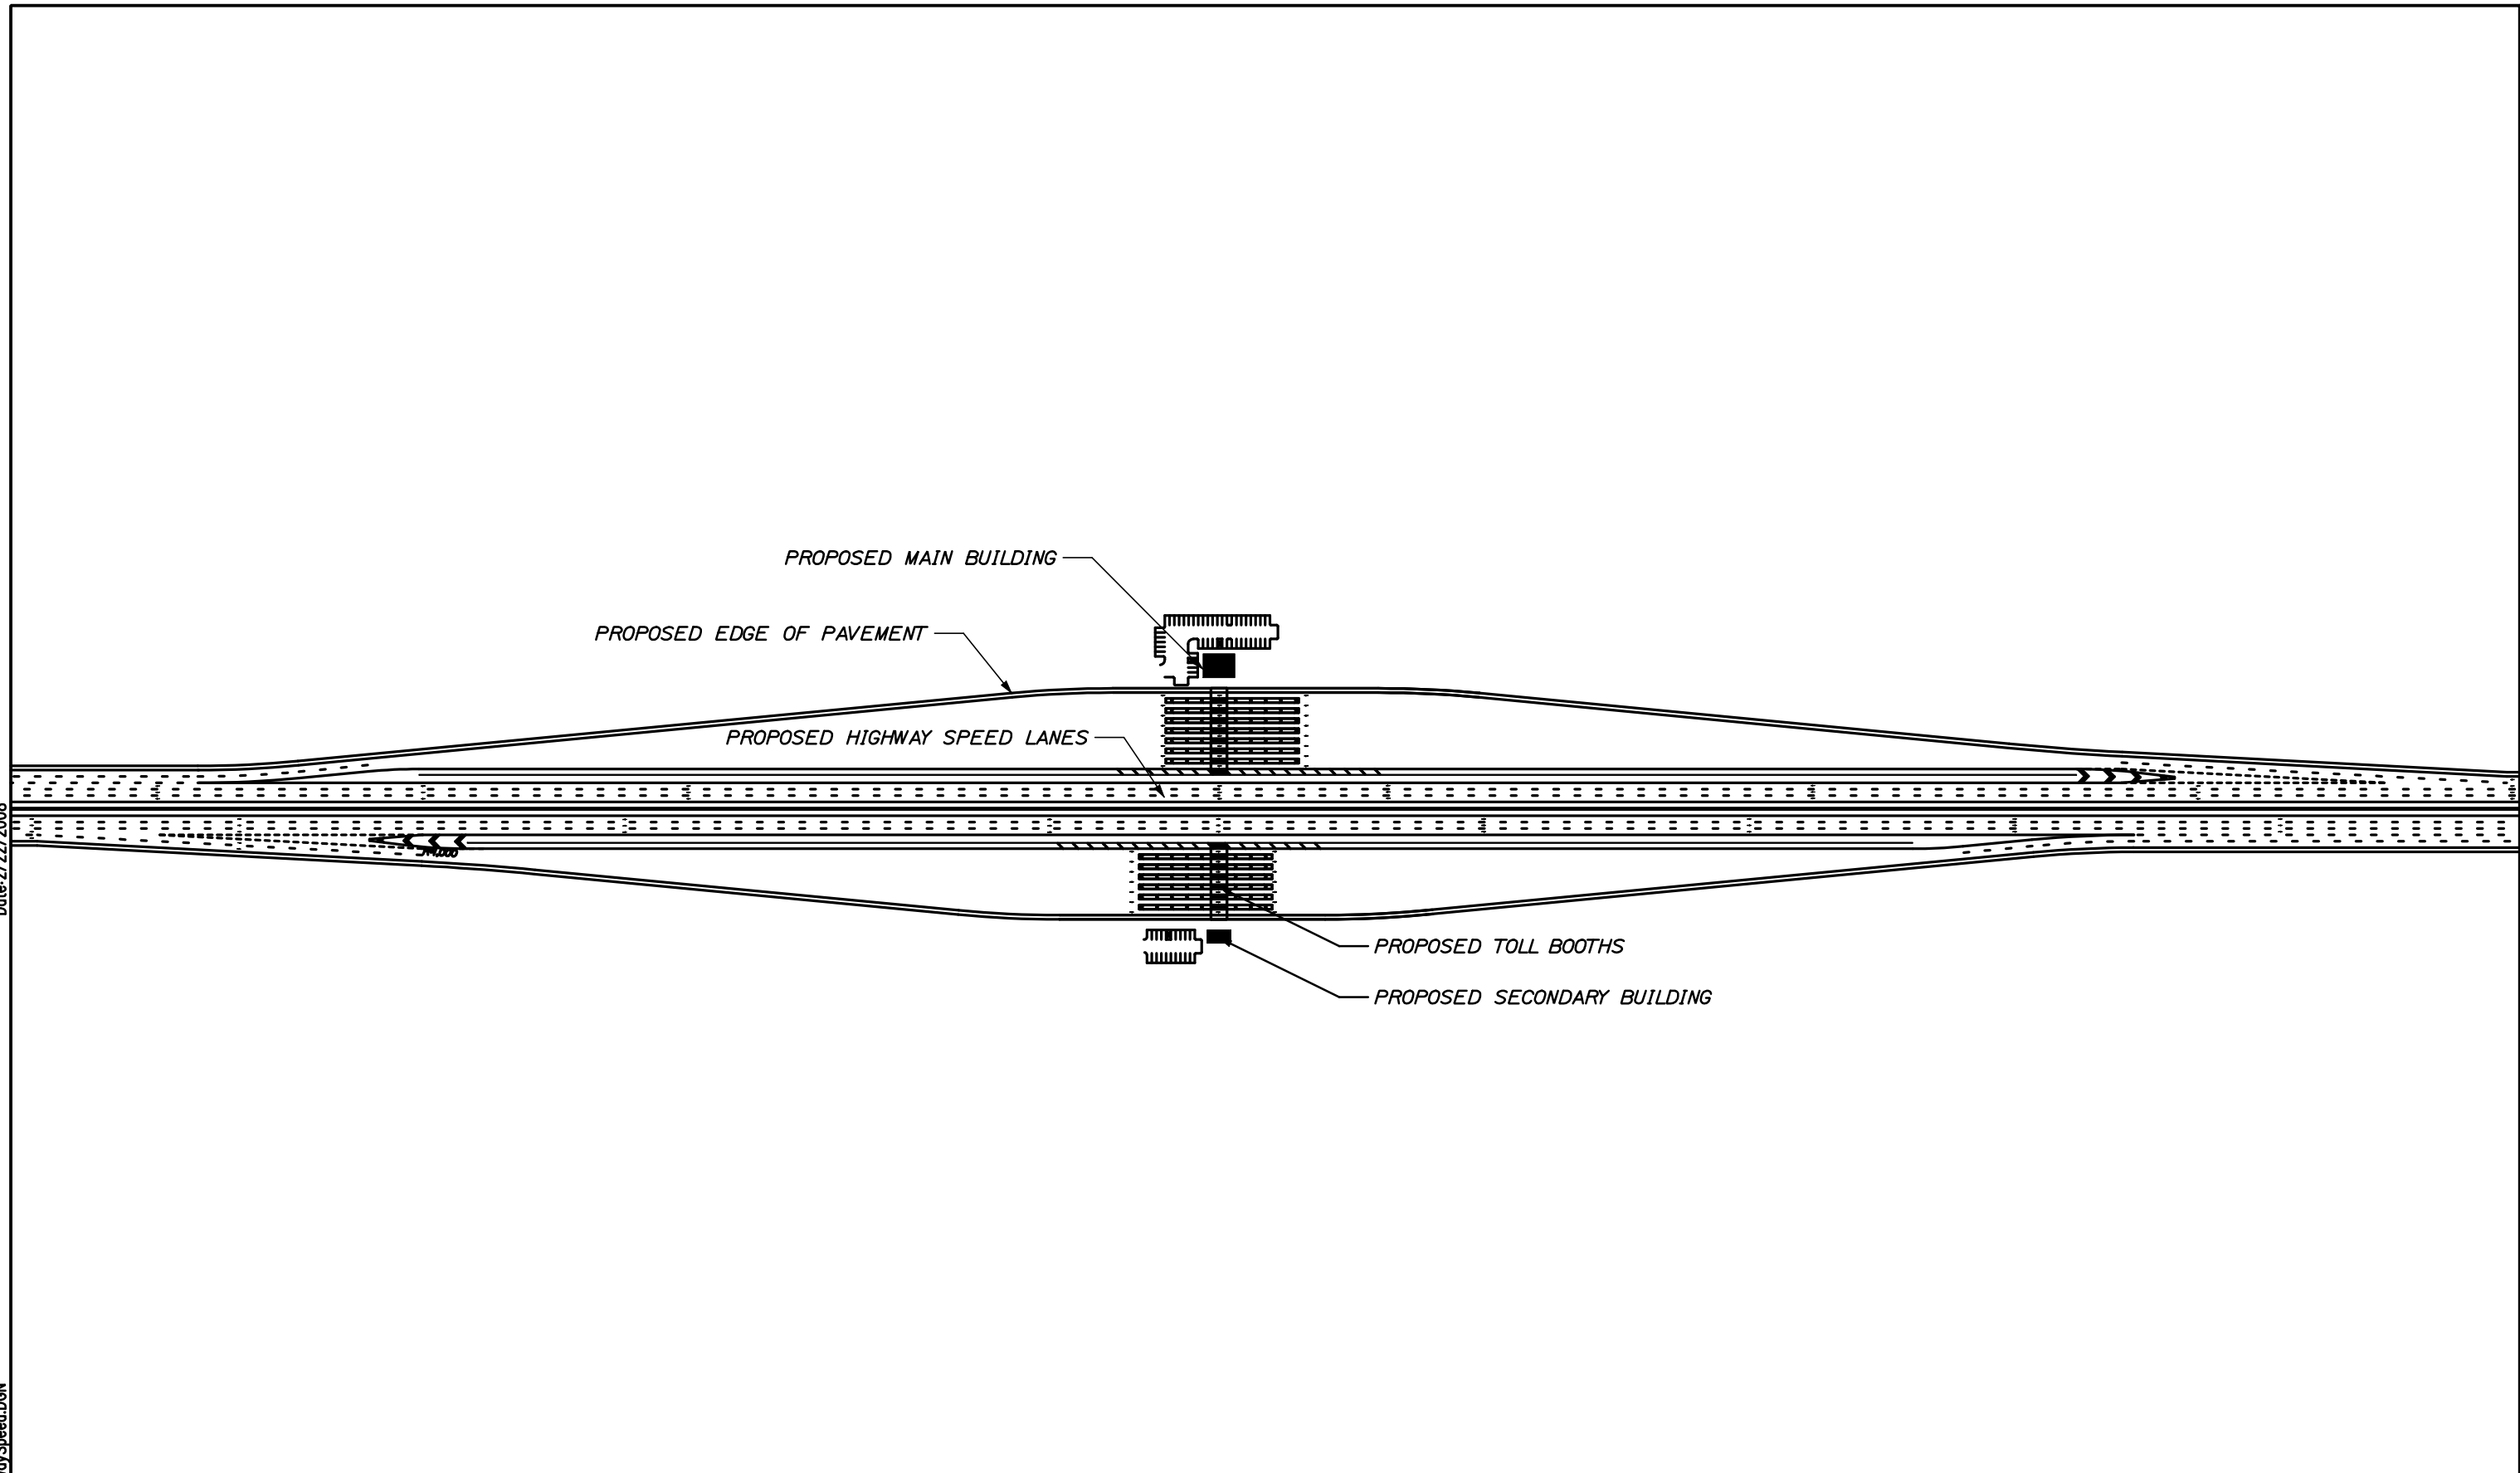 PROPOSED MAIN BUILDING
PROPOSED EDGE OF PAVEMENT
PROPOSED HIGHWAY SPEED LANES
PROPOSED TOLL BOOTHS
PROPOSED SECONDARY BUILDING